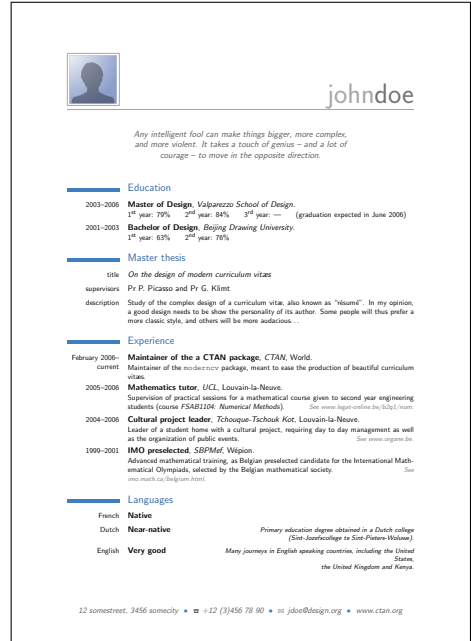 johndoe
Any intelligent fool can make things bigger, more complex,
and more violent. It takes a touch of genius – and a lot of
courage – to move in the opposite direction.
Education
2003–2006 Master of Design, Valparezzo School of Design.
1st year: 79% 2nd year: 84% 3rd year: — (graduation expected in June 2006)
2001–2003 Bachelor of Design, Beijing Drawing University.
1st year: 63% 2nd year: 76%
Master thesis
title On the design of modern curriculum vitæs
supervisors Pr P. Picasso and Pr G. Klimt
description Study of the complex design of a curriculum vitæ, also known as "résumé". In my opinion,
a good design needs to be show the personality of its author. Some people will thus prefer a
more classic style, and others will be more audacious...
Experience
February 2006– Maintainer of the a CTAN package, CTAN, World.
current Maintainer of the moderncv package, meant to ease the production of beautiful curriculum
vitæs.
2005–2006 Mathematics tutor, UCL, Louvain-la-Neuve.
Supervision of practical sessions for a mathematical course given to second year engineering
students (course FSAB1104: Numerical Methods). See www.legat-online.be/b2q1/num.
2004–2006 Cultural project leader, Tchouque-Tschouk Kot, Louvain-la-Neuve.
Leader of a student home with a cultural project, requiring day to day management as well
as the organization of public events. See www.organe.be.
1999–2001 IMO preselected, SBPMef, Wépion.
Advanced mathematical training, as Belgian preselected candidate for the International Math-
ematical Olympiads, selected by the Belgian mathematical society. See
imo.math.ca/belgium.html.
Languages
French Native
Dutch Near-native Primary education degree obtained in a Dutch college
(Sint-Jozefscollege te Sint-Pieters-Woluwe).
English Very good Many journeys in English speaking countries, including the United
States,
the United Kingdom and Kenya.
12 somestreet, 3456 somecity • ☎ +12 (3)456 78 90 • ✉ jdoe@design.org • www.ctan.org